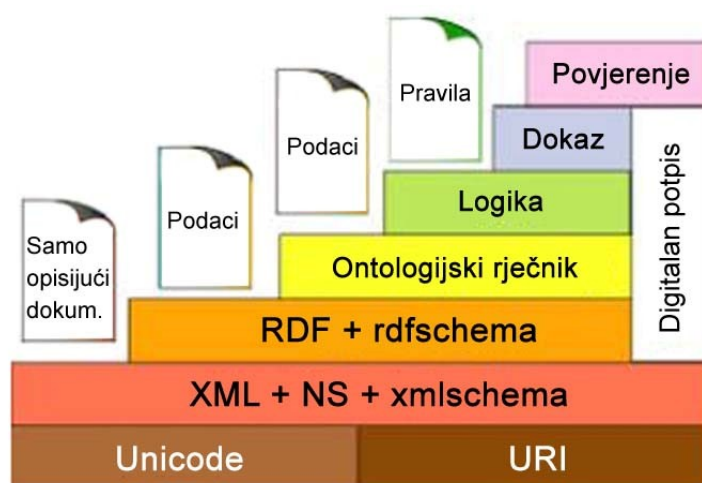 Povjerenje
Pravila
Dokaz
Podaci
Logika
Podaci
Digitalan potpis
Samo
opisijući
dokum.
Ontologijski rječnik
RDF + rdfschema
XML + NS + xmlschema
Unicode
URI